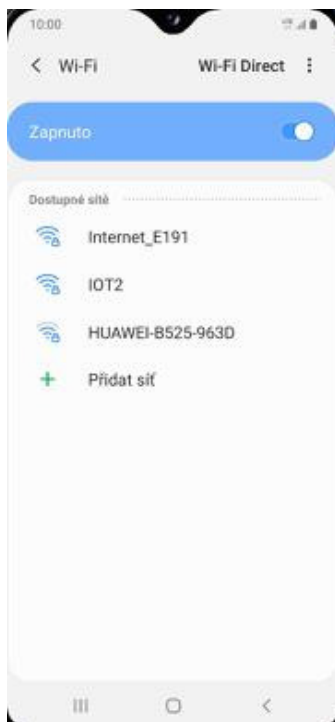 10:00
Wi-Fi Wi-Fi Direct
Zapnuto
Dostupné sítě
Internet_E191
IOT2
HUAWEI-B525-963D
Přidat síť